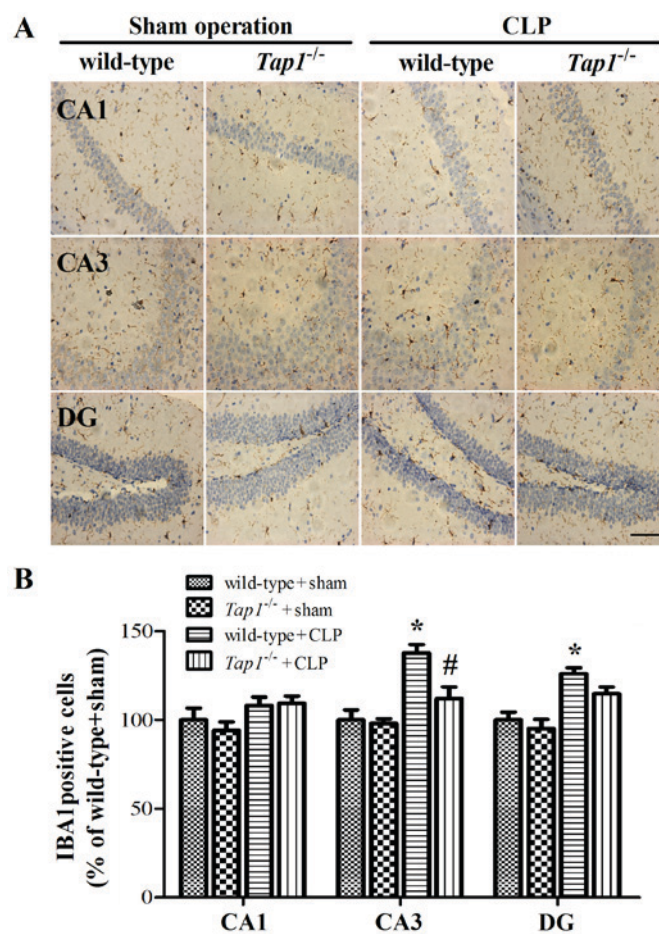 A
Sham operation CLP
wild-type Tap1-/- wild-type Tap1-/-
CA1
CA3
DG
B
wild-type+sham
Tap1-/-+sham
wild-type+CLP
Tap1-/-+CLP
IBA1positive cells
(% of wild-type+sham)
150
100
50
0
* # *
CA1 CA3 DG